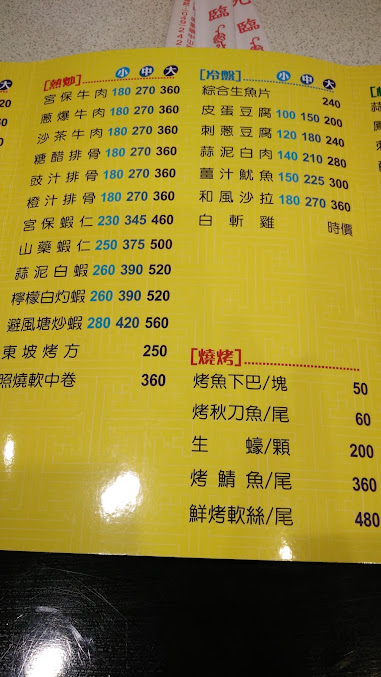 大 [熱炒] 小 中 大
宮保牛肉 180 270 360
蔥爆牛肉 180 270 360
沙茶牛肉 180 270 360
糖醋排骨 180 270 360
豉汁排骨 180 270 360
橙汁排骨 180 270 360
宮保蝦仁 230 345 460
山藥蝦仁 250 375 500
蒜泥白蝦 260 390 520
檸檬白灼蝦 260 390 520
避風塘炒蝦 280 420 560
東坡烤方 250
照燒軟中卷 360
[冷盤] 小 中 大
綜合生魚片 240
皮蛋豆腐 100 150 200
刺蔥豆腐 120 180 240
蒜泥白肉 140 210 280
薑汁魷魚 150 225 300
和風沙拉 180 270 360
白斬雞 時價
[燒烤]
烤魚下巴/塊 50
烤秋刀魚/尾 60
生蠔/顆 200
烤鯖魚/尾 360
鮮烤軟絲/尾 480